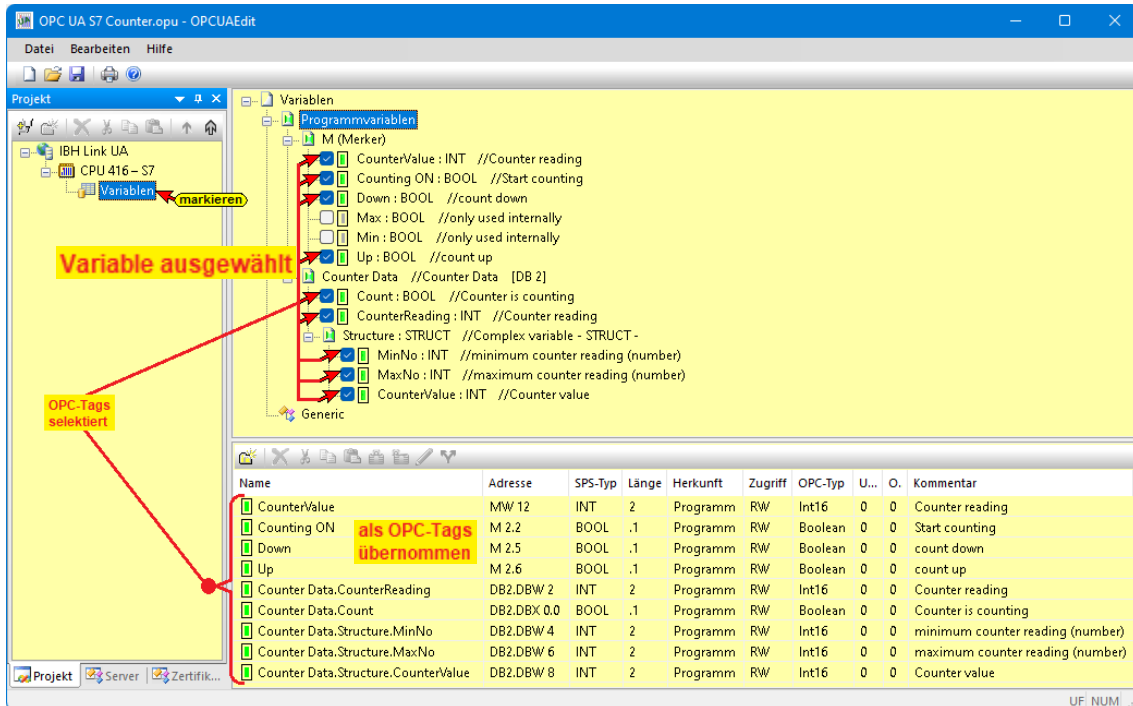 OPC UA S7 Counter.opu - OPCUAEdit
Datei Bearbeiten Hilfe
Projekt
IBH Link UA
CPU 416 – S7
Variablen
markieren
Variable ausgewählt
OPC-Tags
selektiert
Projekt Server Zertifik...
Variablen
Programmvariablen
M (Merker)
CounterValue : INT //Counter reading
Counting ON : BOOL //Start counting
Down : BOOL //count down
Max : BOOL //only used internally
Min : BOOL //only used internally
Up : BOOL //count up
Counter Data //Counter Data [DB 2]
Count : BOOL //Counter is counting
CounterReading : INT //Counter reading
Structure : STRUCT //Complex variable - STRUCT -
MinNo : INT //minimum counter reading (number)
MaxNo : INT //maximum counter reading (number)
CounterValue : INT //Counter value
Generic
Name Adresse SPS-Typ Länge Herkunft Zugriff OPC-Typ U... O. Kommentar
CounterValue MW 12 INT 2 Programm RW Int16 0 0 Counter reading
Counting ON M 2.2 BOOL .1 Programm RW Boolean 0 0 Start counting
Down M 2.5 BOOL .1 Programm RW Boolean 0 0 count down
Up M 2.6 BOOL .1 Programm RW Boolean 0 0 count up
Counter Data.CounterReading DB2.DBW 2 INT 2 Programm RW Int16 0 0 Counter reading
Counter Data.Count DB2.DBX 0.0 BOOL .1 Programm RW Boolean 0 0 Counter is counting
Counter Data.Structure.MinNo DB2.DBW 4 INT 2 Programm RW Int16 0 0 minimum counter reading (number)
Counter Data.Structure.MaxNo DB2.DBW 6 INT 2 Programm RW Int16 0 0 maximum counter reading (number)
Counter Data.Structure.CounterValue DB2.DBW 8 INT 2 Programm RW Int16 0 0 Counter value
als OPC-Tags
übernommen
UF NUM